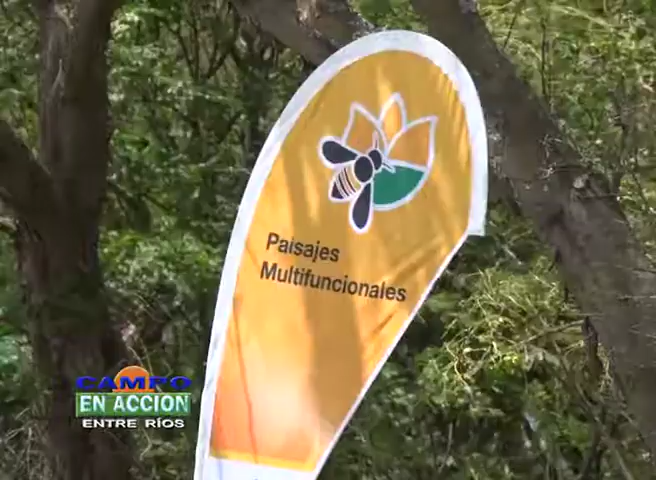 Paisajes
Multifuncionales
CAMPO
EN ACCION
ENTRE RÍOS